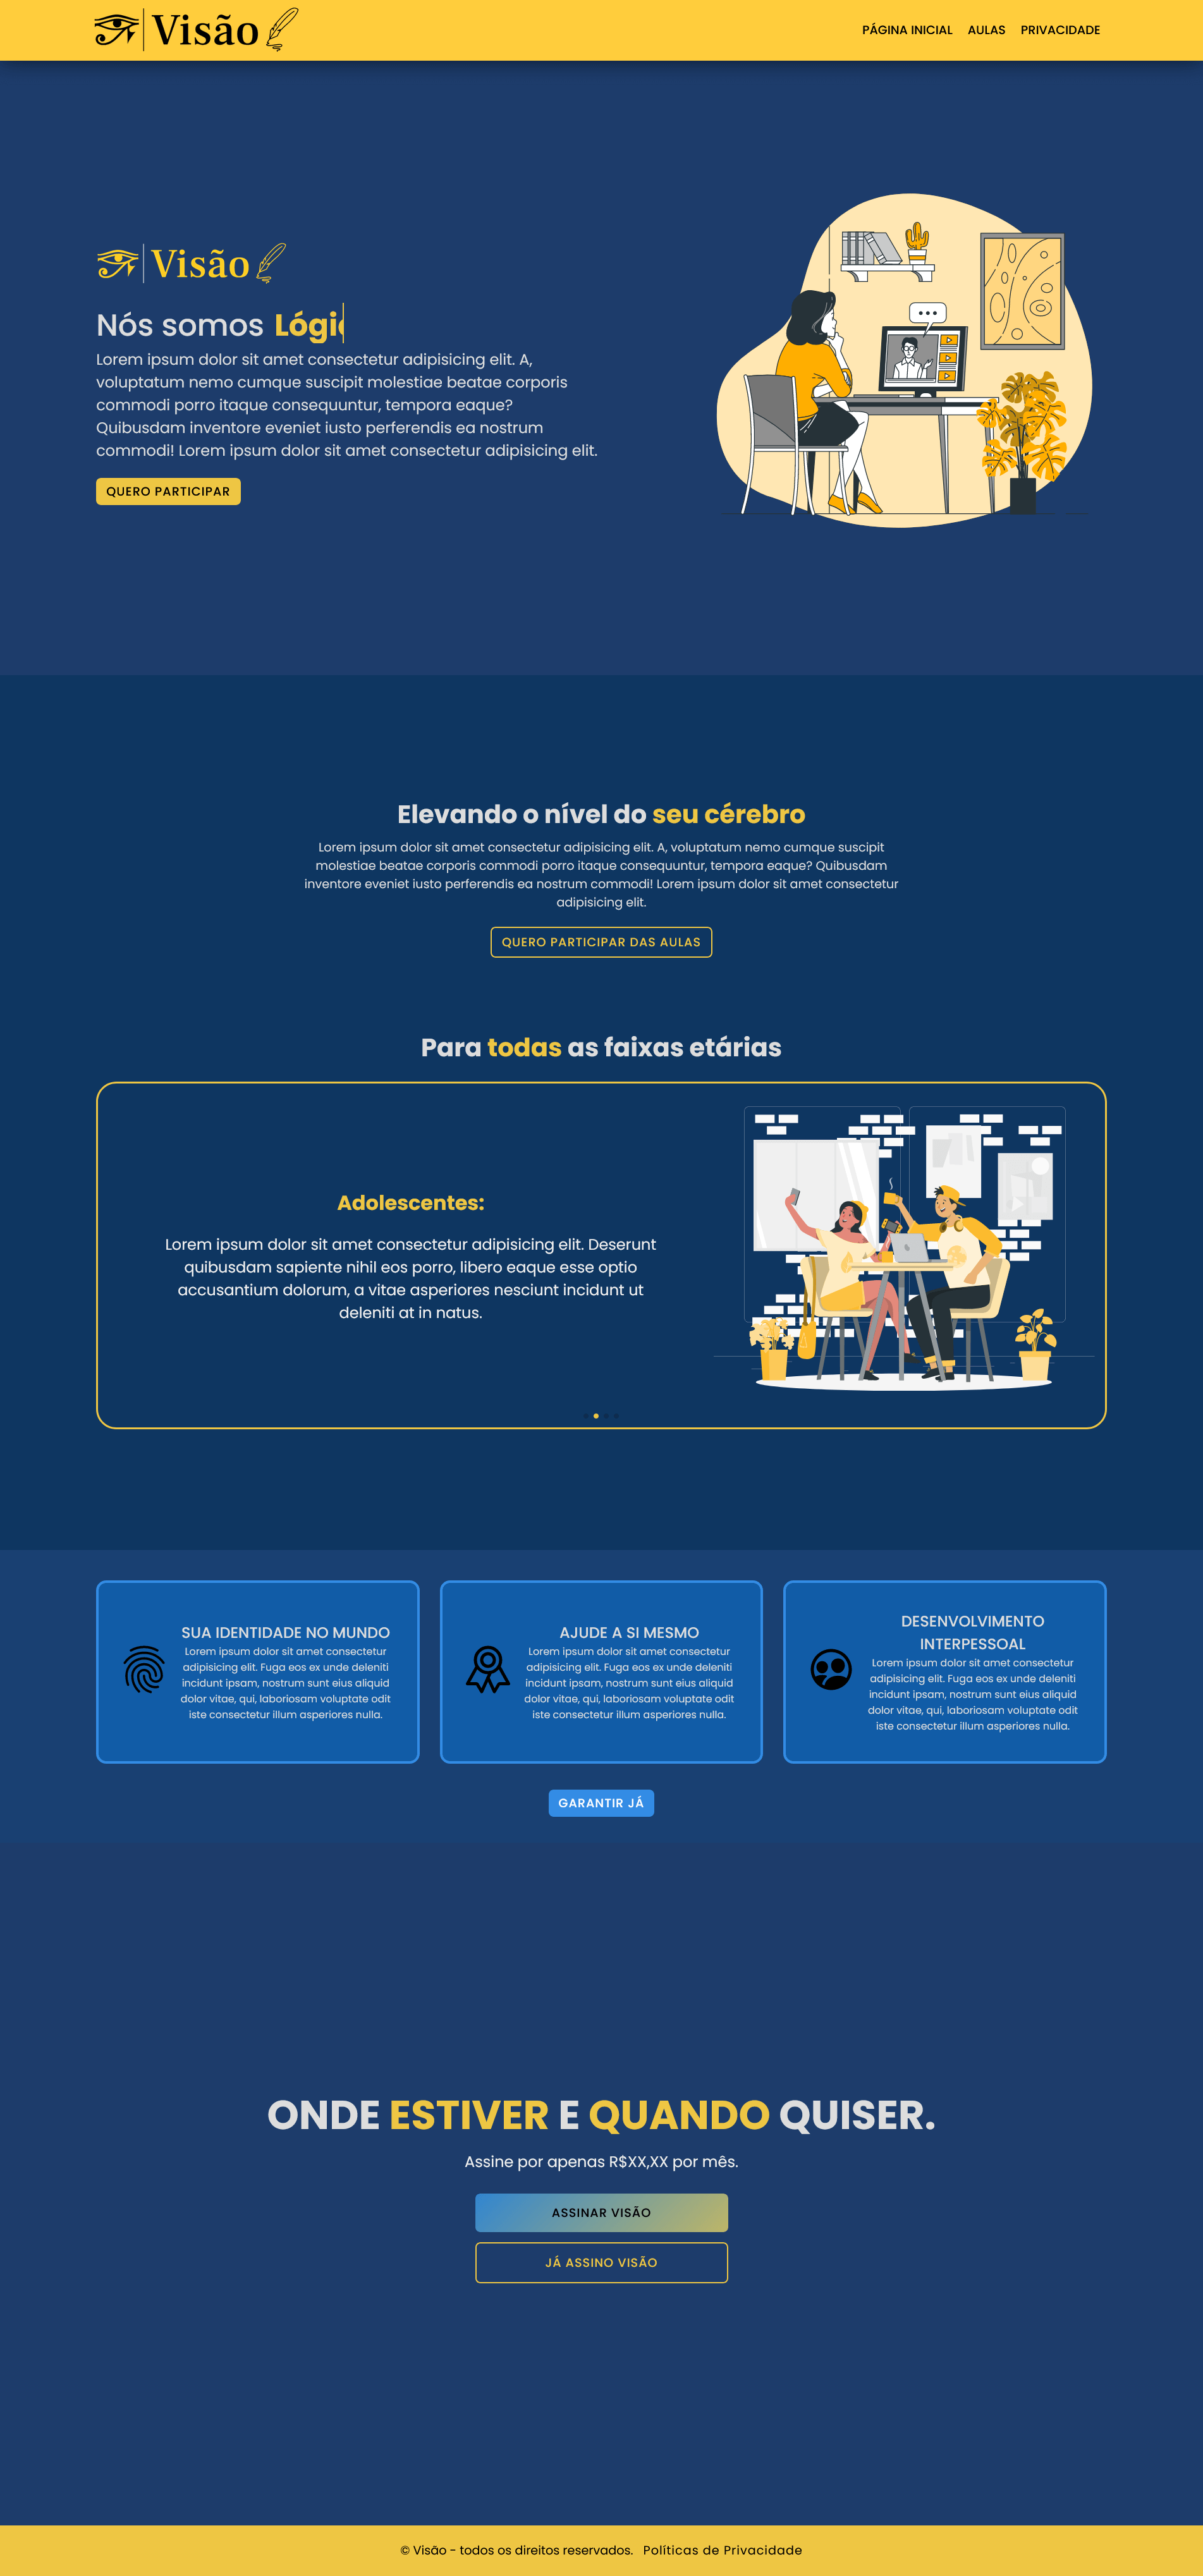 Visão
PÁGINA INICIAL AULAS PRIVACIDADE
Visão
Nós somos Lógi
Lorem ipsum dolor sit amet consectetur adipisicing elit. A,
voluptatum nemo cumque suscipit molestiae beatae corporis
commodi porro itaque consequuntur, tempora eaque?
Quibusdam inventore eveniet iusto perferendis ea nostrum
commodi! Lorem ipsum dolor sit amet consectetur adipisicing elit.
QUERO PARTICIPAR
Elevando o nível do seu cérebro
Lorem ipsum dolor sit amet consectetur adipisicing elit. A, voluptatum nemo cumque suscipit
molestiae beatae corporis commodi porro itaque consequuntur, tempora eaque? Quibusdam
inventore eveniet iusto perferendis ea nostrum commodi! Lorem ipsum dolor sit amet consectetur
adipisicing elit.
QUERO PARTICIPAR DAS AULAS
Para todas as faixas etárias
Adolescentes:
Lorem ipsum dolor sit amet consectetur adipisicing elit. Deserunt
quibusdam sapiente nihil eos porro, libero eaque esse optio
accusantium dolorum, a vitae asperiores nesciunt incidunt ut
deleniti at in natus.
SUA IDENTIDADE NO MUNDO
Lorem ipsum dolor sit amet consectetur
adipisicing elit. Fuga eos ex unde deleniti
incidunt ipsam, nostrum sunt eius aliquid
dolor vitae, qui, laboriosam voluptate odit
iste consectetur illum asperiores nulla.
AJUDE A SI MESMO
Lorem ipsum dolor sit amet consectetur
adipisicing elit. Fuga eos ex unde deleniti
incidunt ipsam, nostrum sunt eius aliquid
dolor vitae, qui, laboriosam voluptate odit
iste consectetur illum asperiores nulla.
DESENVOLVIMENTO
INTERPESSOAL
Lorem ipsum dolor sit amet consectetur
adipisicing elit. Fuga eos ex unde deleniti
incidunt ipsam, nostrum sunt eius aliquid
dolor vitae, qui, laboriosam voluptate odit
iste consectetur illum asperiores nulla.
GARANTIR JÁ
ONDE ESTIVER E QUANDO QUISER.
Assine por apenas R$XX,XX por mês.
ASSINAR VISÃO
JÁ ASSINO VISÃO
© Visão - todos os direitos reservados. Políticas de Privacidade